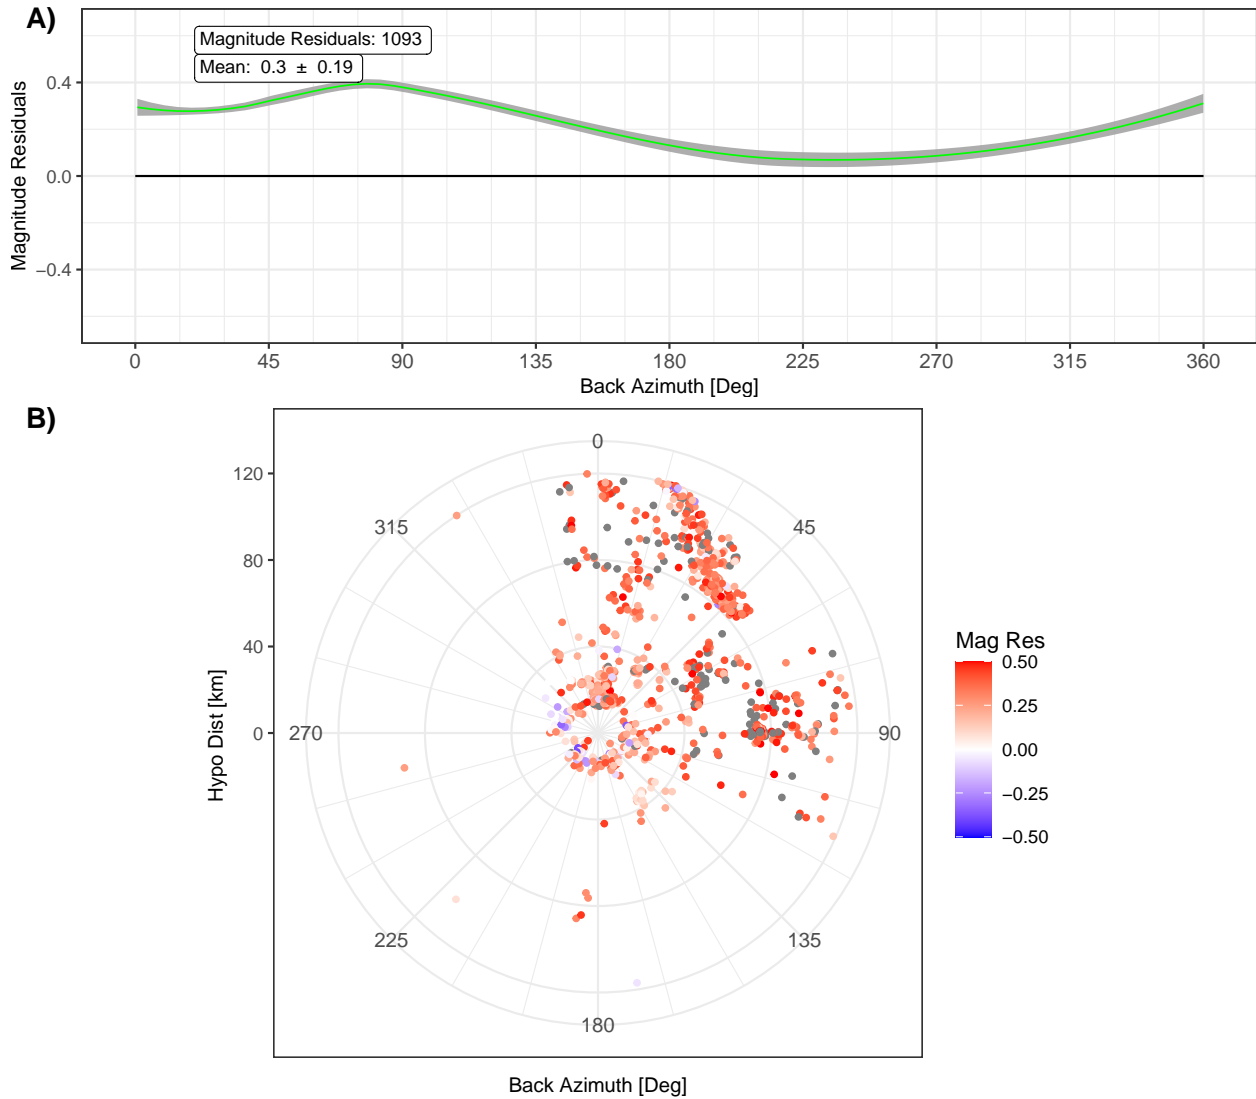 A)
Magnitude Residuals: 1093
Mean:  0.3  ±  0.19
0.4
0.0
−0.4
Magnitude Residuals
0 45 90 135 180 225 270 315 360
Back Azimuth [Deg]
B)
0
45
90
135
180
225
270
315
120
80
40
0
Hypo Dist [km]
Back Azimuth [Deg]
Mag Res
0.50
0.25
0.00
−0.25
−0.50